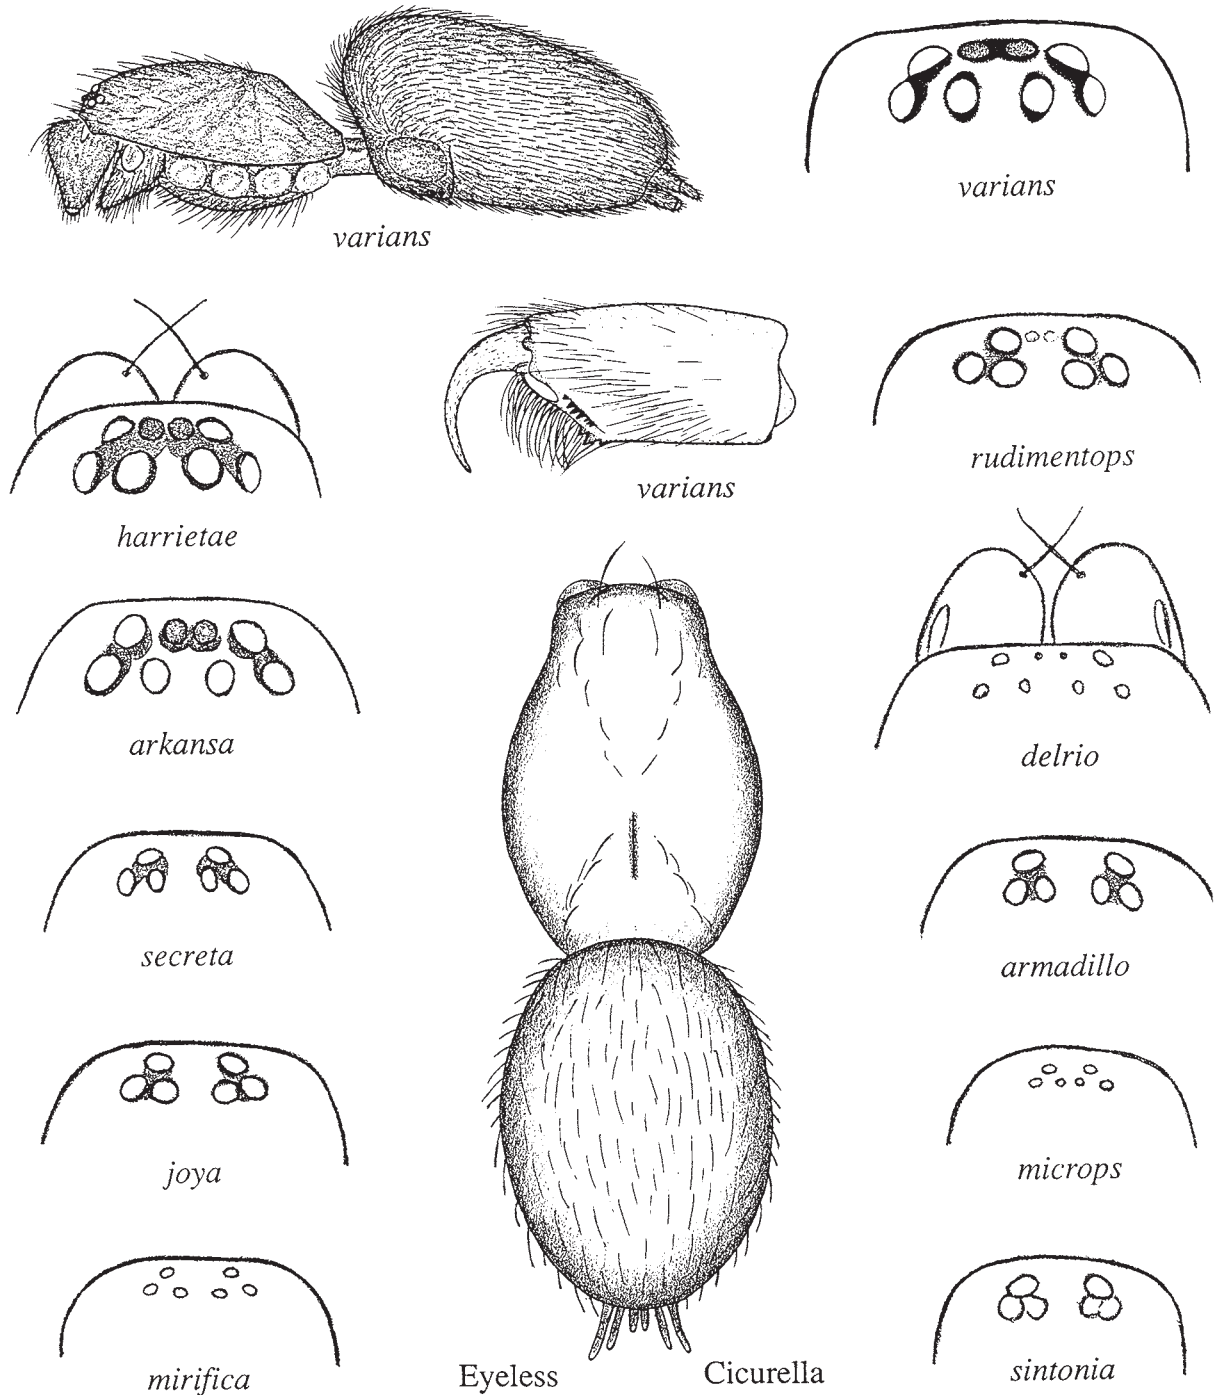 varians
varians
harrietae
varians
rudimentops
arkansa
delrio
secreta
armadillo
joya
microps
mirifica
Eyeless Cicurella
sintonia